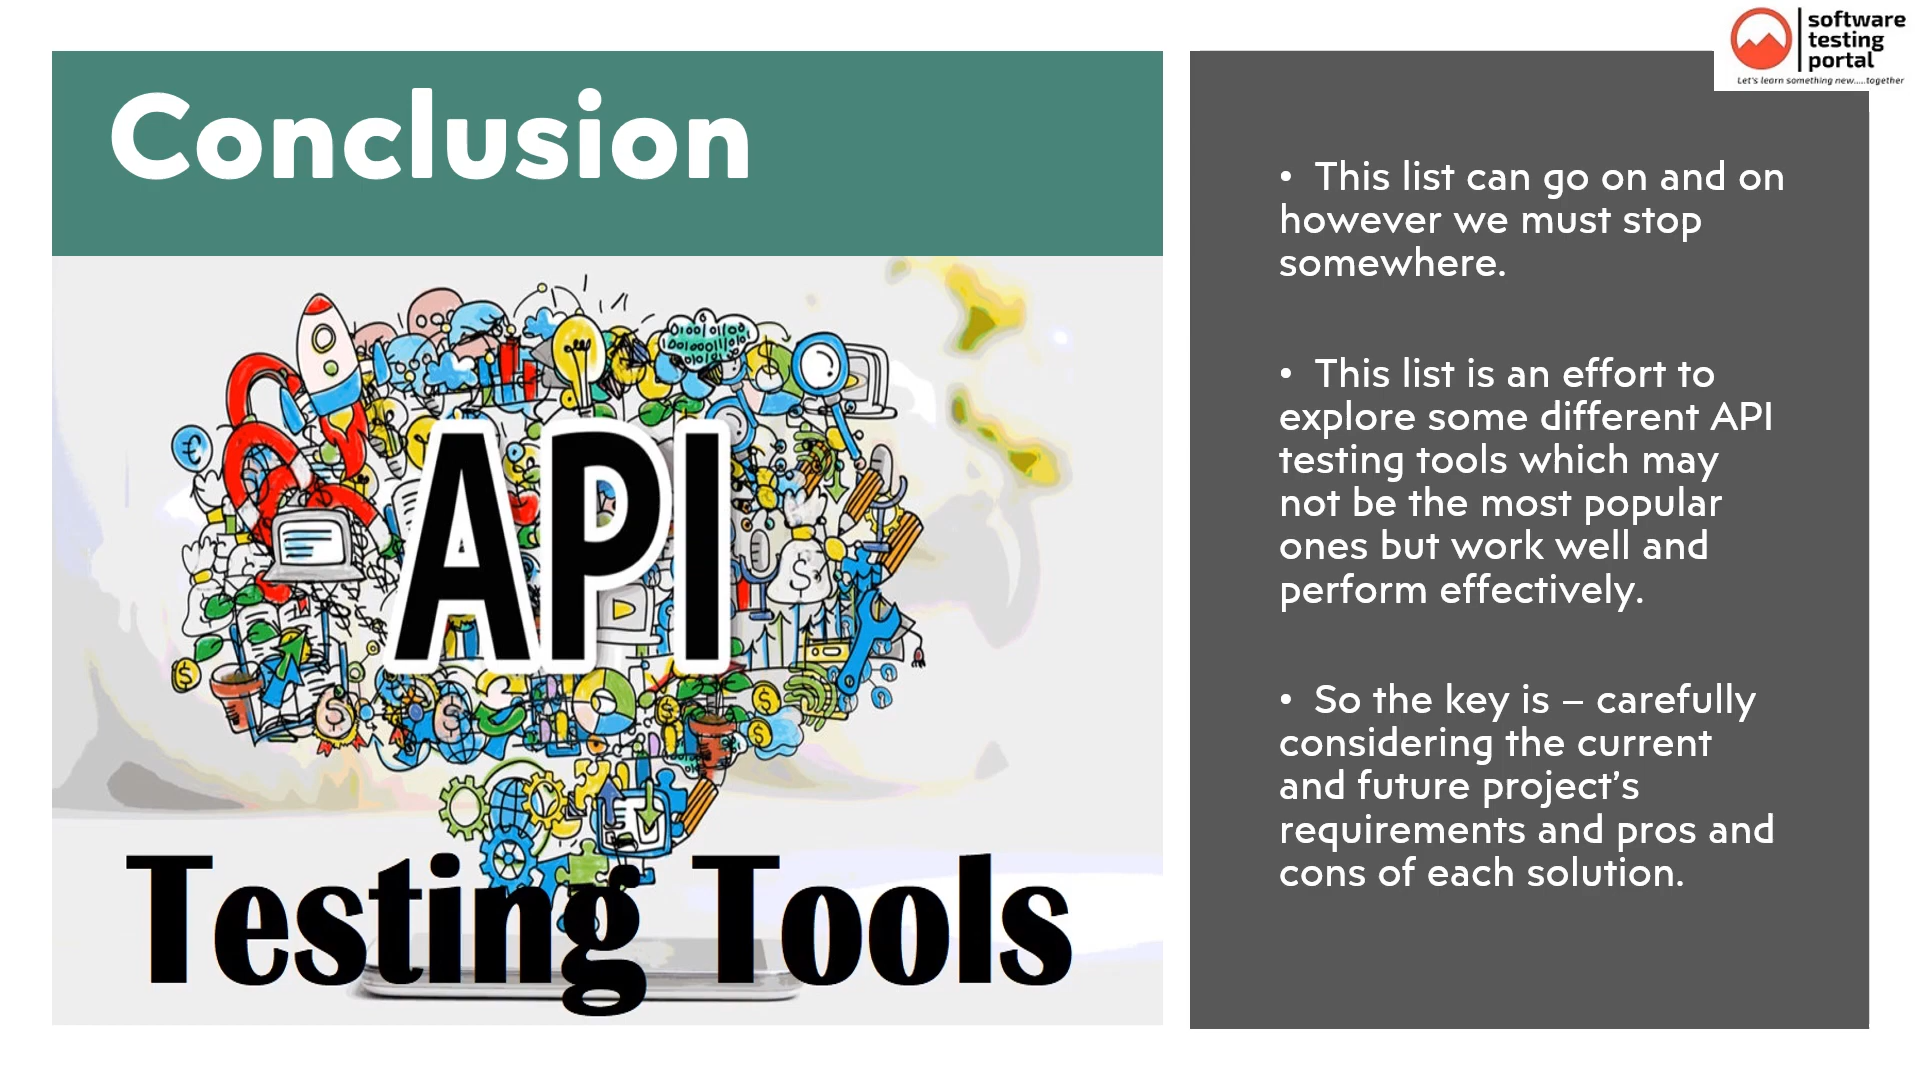 software
testing
portal
Let's learn something new.....together
Conclusion
API
Testing Tools
• This list can go on and on
however we must stop
somewhere.
• This list is an effort to
explore some different API
testing tools which may
not be the most popular
ones but work well and
perform effectively.
• So the key is – carefully
considering the current
and future project’s
requirements and pros and
cons of each solution.